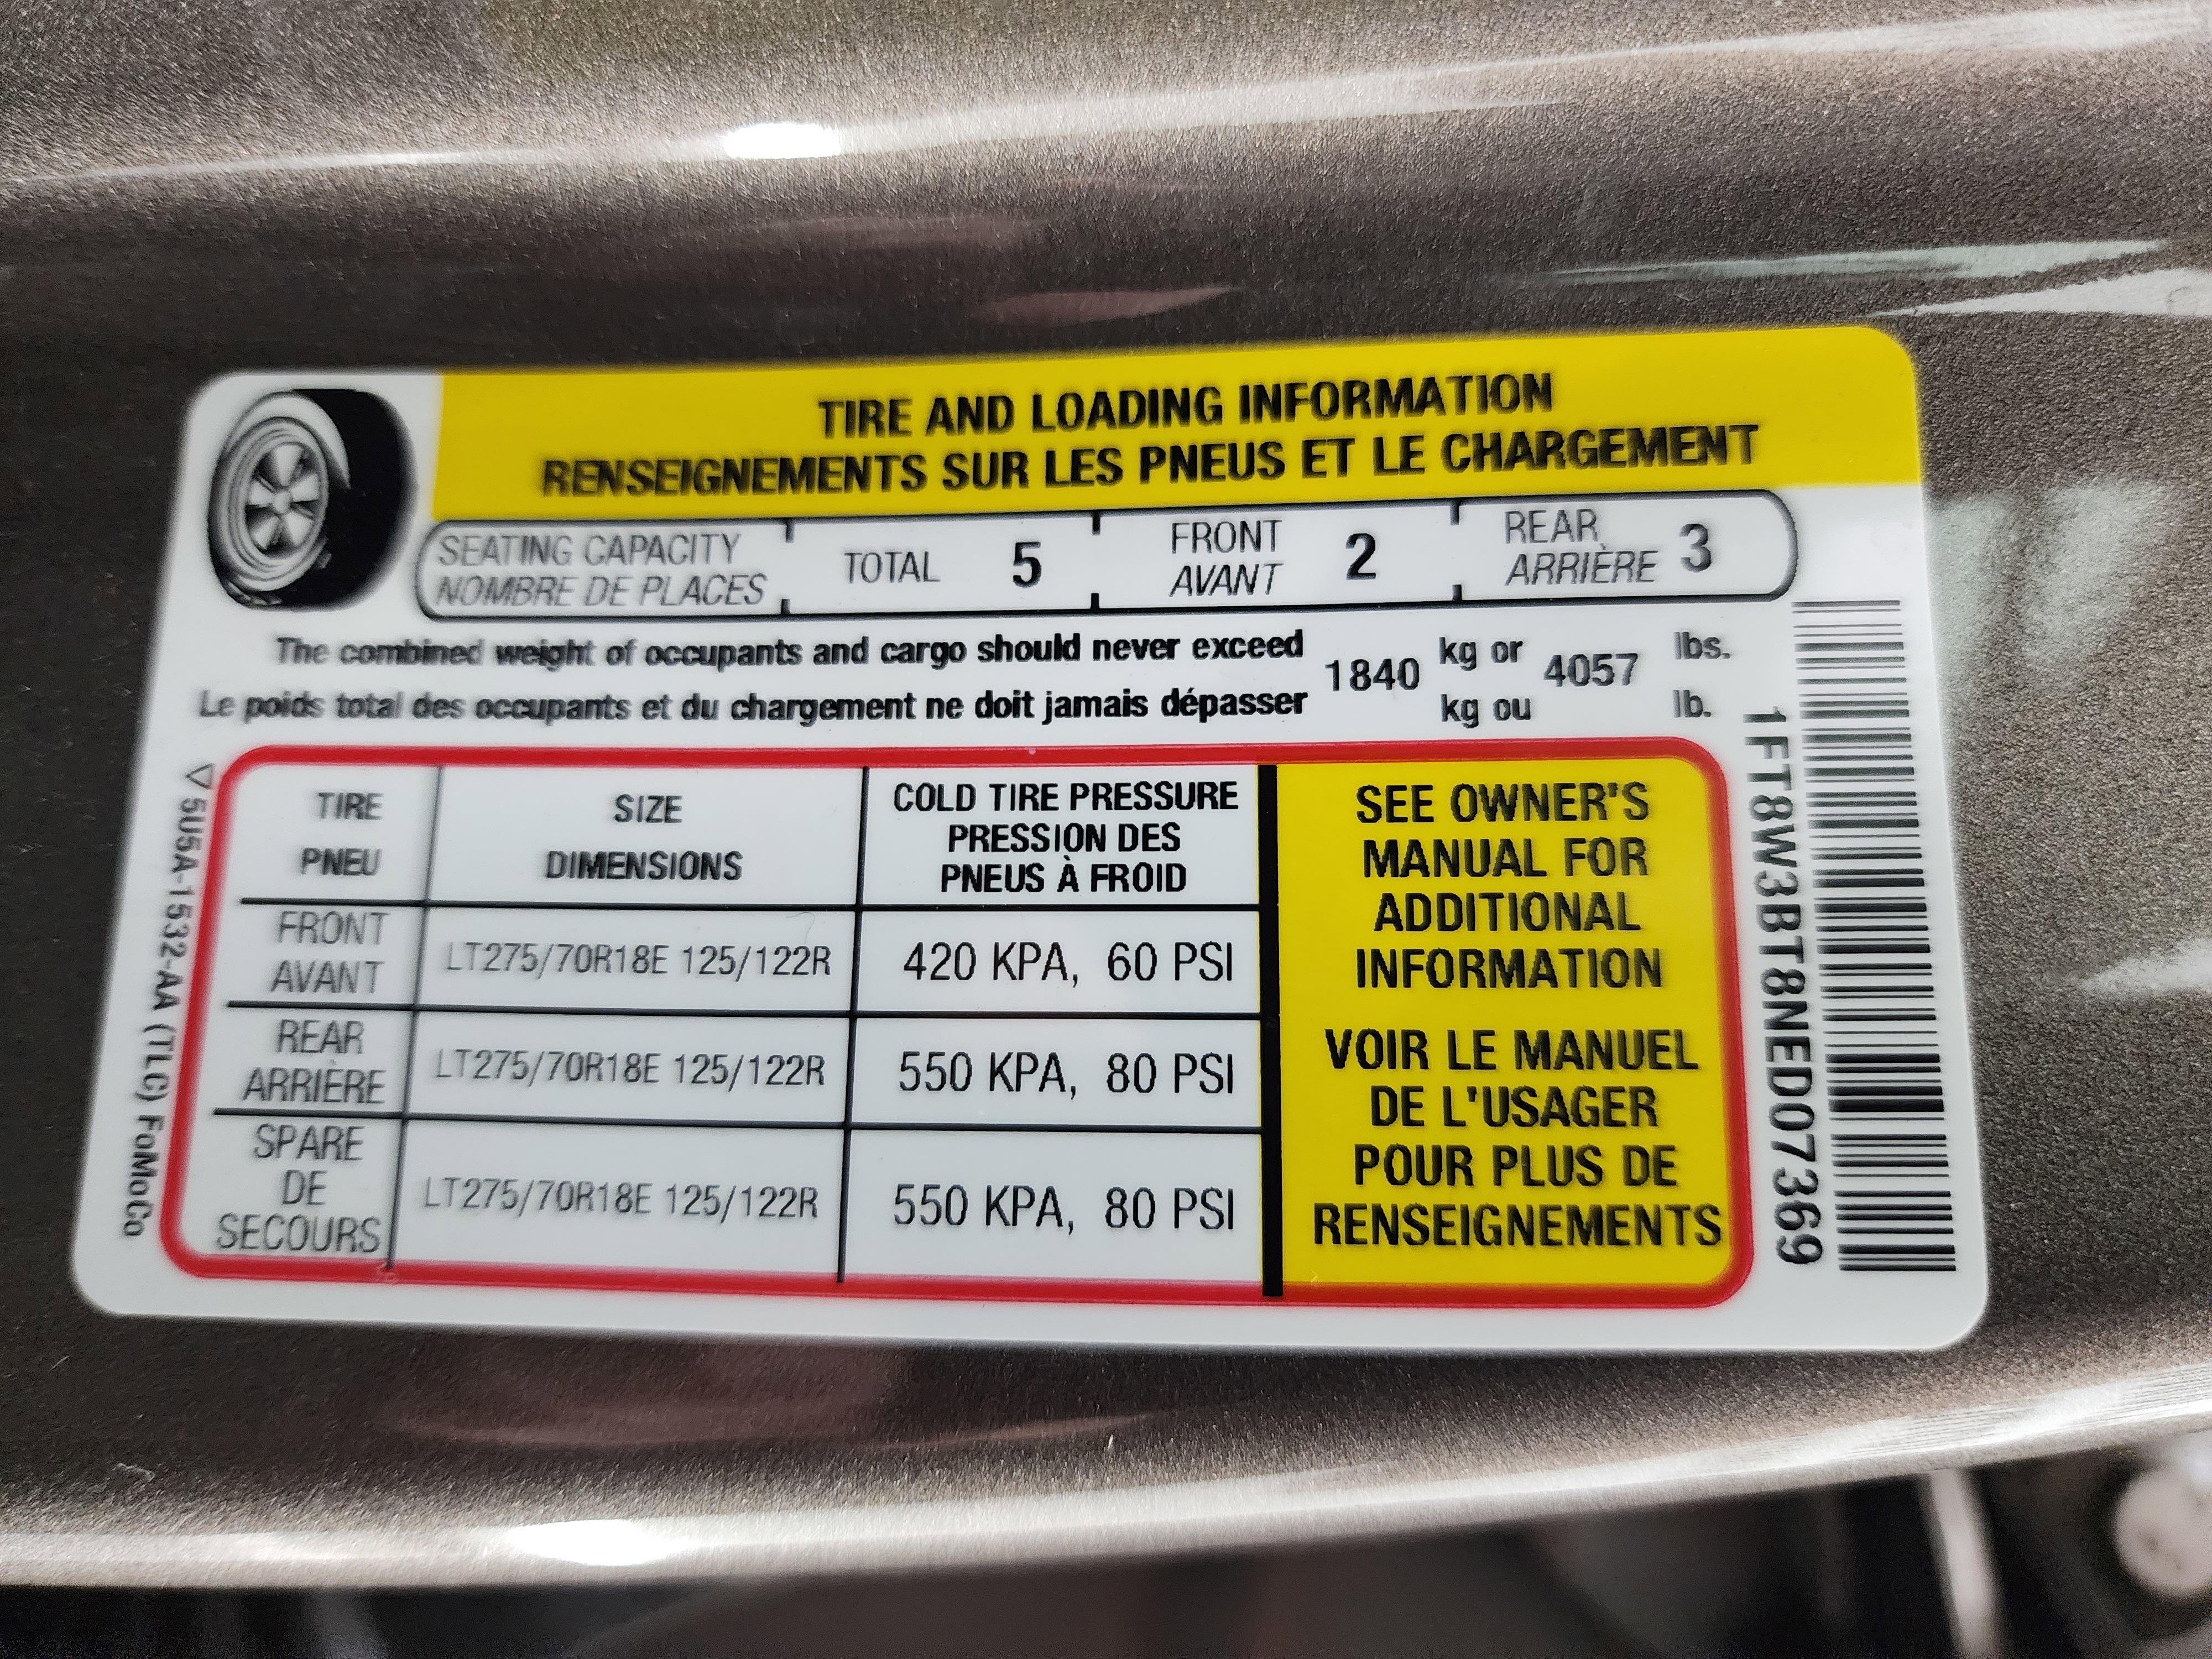 TIRE AND LOADING INFORMATION
RENSEIGNEMENTS SUR LES PNEUS ET LE CHARGEMENT
SEATING CAPACITY
NOMBRE DE PLACES
TOTAL 5
FRONT
AVANT
2
REAR
ARRIÈRE
3
The combined weight of occupants and cargo should never exceed
Le poids total des occupants et du chargement ne doit jamais dépasser
1840
kg or
kg ou
4057
lbs.
lb.
TIRE
PNEU
SIZE
DIMENSIONS
COLD TIRE PRESSURE
PRESSION DES
PNEUS À FROID
FRONT
AVANT
LT275/70R18E 125/122R
420 KPA, 60 PSI
REAR
ARRIÈRE
LT275/70R18E 125/122R
550 KPA, 80 PSI
SPARE
DE
SECOURS
LT275/70R18E 125/122R
550 KPA, 80 PSI
SEE OWNER'S
MANUAL FOR
ADDITIONAL
INFORMATION
VOIR LE MANUEL
DE L'USAGER
POUR PLUS DE
RENSEIGNEMENTS
1FT8W3BT8NED07369
▽5U5A-1532-AA (TLC) FoMoCo